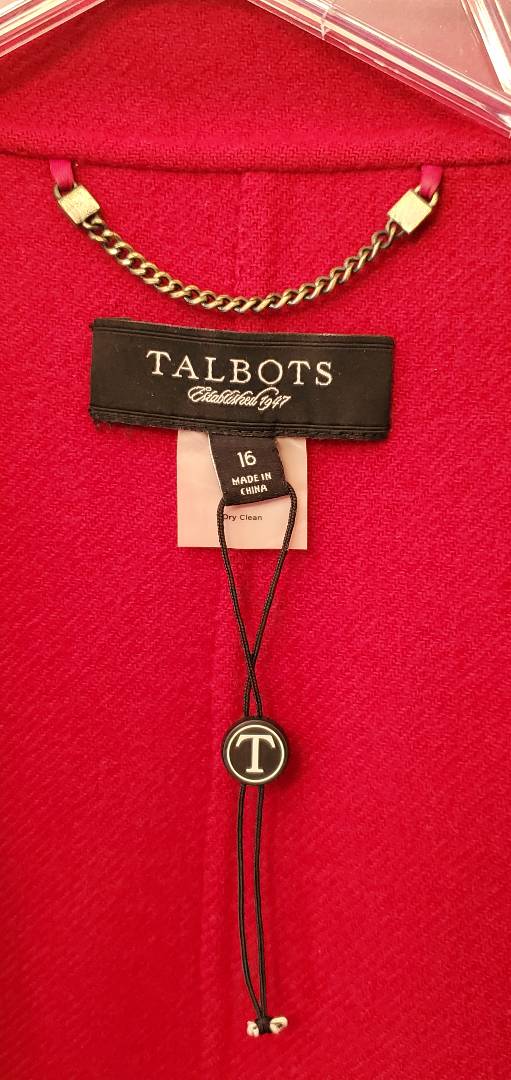 TALBOTS
Established 1947
16
MADE IN
CHINA
Dry Clean
T